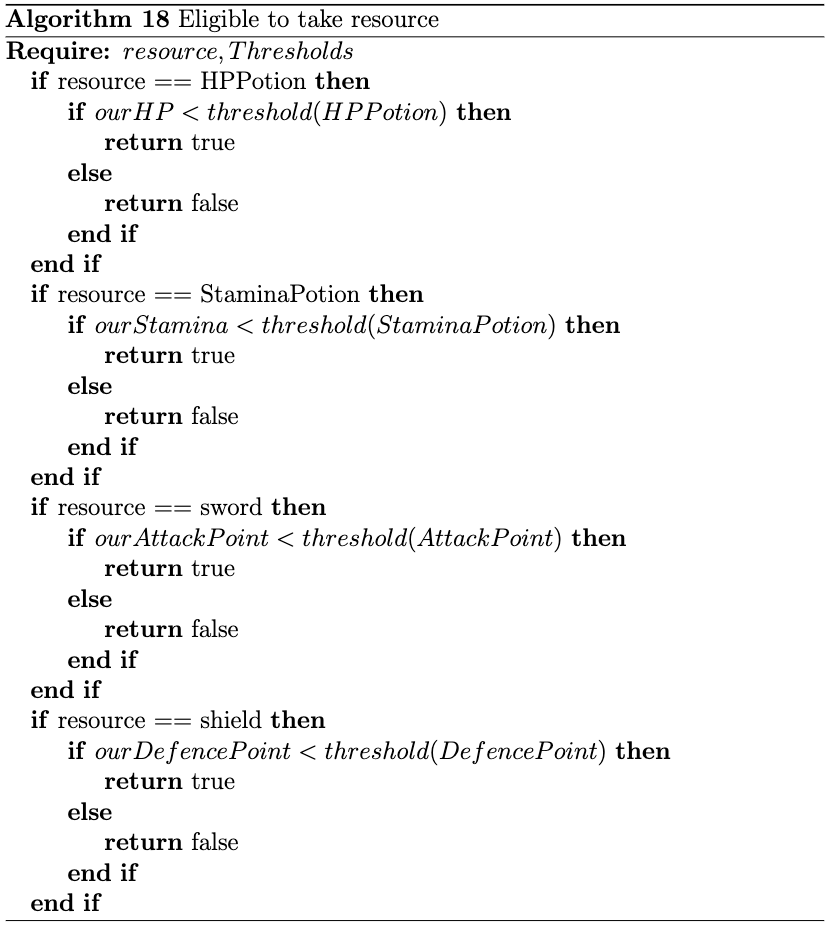 Algorithm 18 Eligible to take resource
Require: resource, Thresholds
if resource == HPPotion then
if ourHP < threshold(HPPotion) then
return true
else
return false
end if
end if
if resource == StaminaPotion then
if ourStamina < threshold(StaminaPotion) then
return true
else
return false
end if
end if
if resource == sword then
if ourAttackPoint < threshold(AttackPoint) then
return true
else
return false
end if
end if
if resource == shield then
if ourDefencePoint < threshold(DefencePoint) then
return true
else
return false
end if
end if